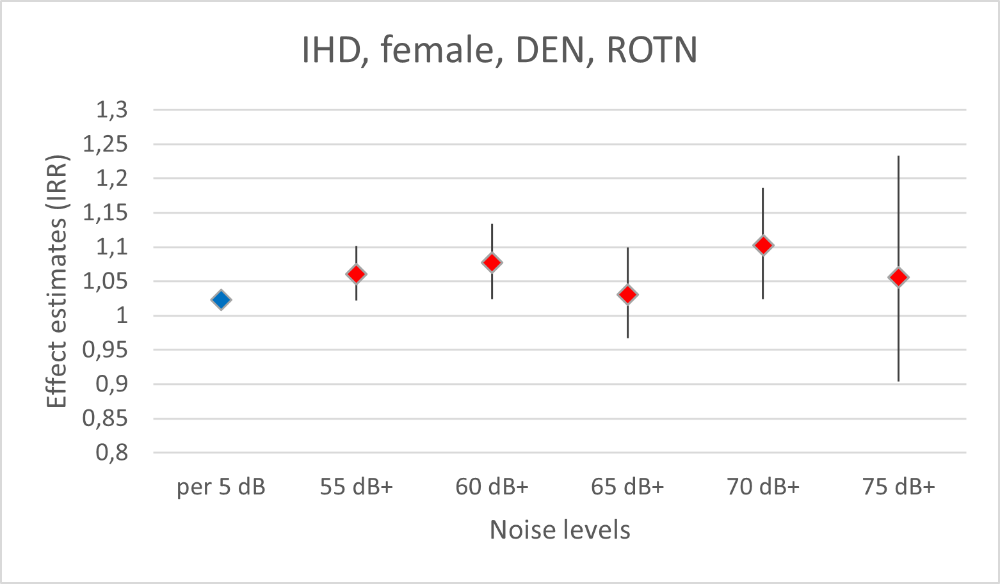 IHD, female, DEN, ROTN
Effect estimates (IRR)
1,3
1,25
1,2
1,15
1,1
1,05
1
0,95
0,9
0,85
0,8
per 5 dB 55 dB+ 60 dB+ 65 dB+ 70 dB+ 75 dB+
Noise levels